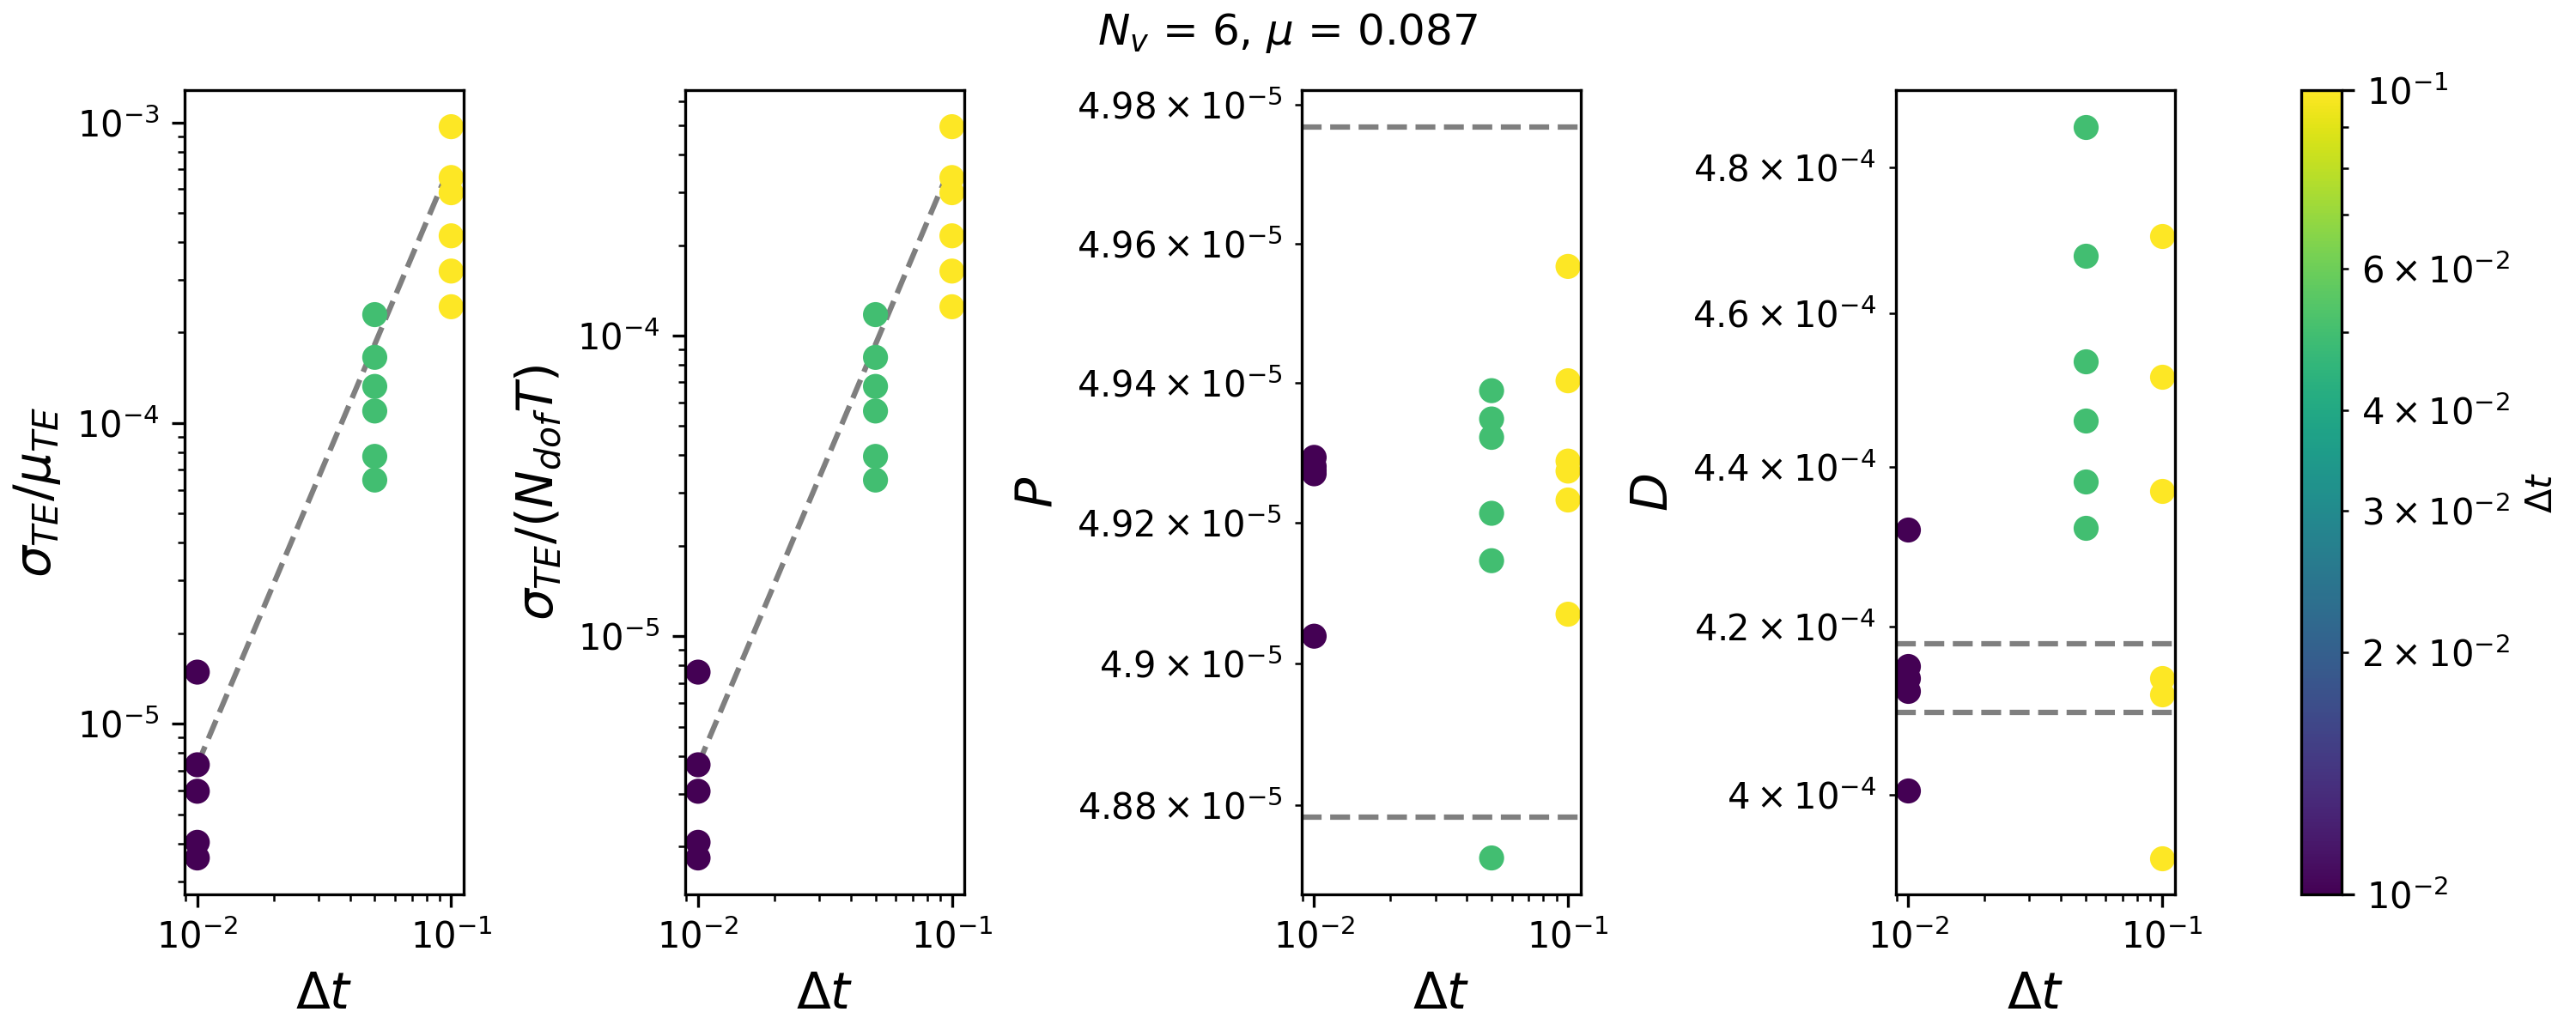 N_v = 6, μ = 0.087
σ_TE/μ_TE
10⁻³
10⁻⁴
10⁻⁵
10⁻² 10⁻¹
Δt
σ_TE/(N_dof T)
10⁻⁴
10⁻⁵
10⁻² 10⁻¹
Δt
P
4.98 × 10⁻⁵
4.96 × 10⁻⁵
4.94 × 10⁻⁵
4.92 × 10⁻⁵
4.9 × 10⁻⁵
4.88 × 10⁻⁵
10⁻² 10⁻¹
Δt
D
4.8 × 10⁻⁴
4.6 × 10⁻⁴
4.4 × 10⁻⁴
4.2 × 10⁻⁴
4 × 10⁻⁴
10⁻² 10⁻¹
Δt
10⁻¹
6 × 10⁻²
4 × 10⁻²
3 × 10⁻²
2 × 10⁻²
10⁻²
Δt